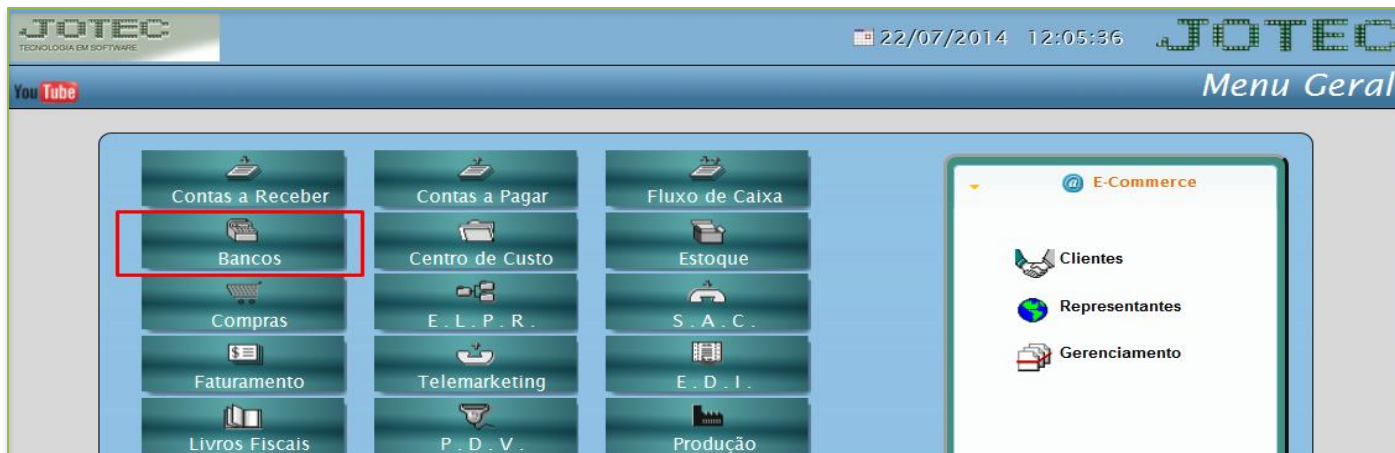 JOTEC
TECNOLOGIA EM SOFTWARE
22/07/2014 12:05:36
JOTEC
You Tube
Menu Geral
Contas a Receber
Contas a Pagar
Fluxo de Caixa
Bancos
Centro de Custo
Estoque
Compras
E.L.P.R.
S.A.C.
Faturamento
Telemarketing
E.D.I.
Livros Fiscais
P.D.V.
Produção
E-Commerce
Clientes
Representantes
Gerenciamento